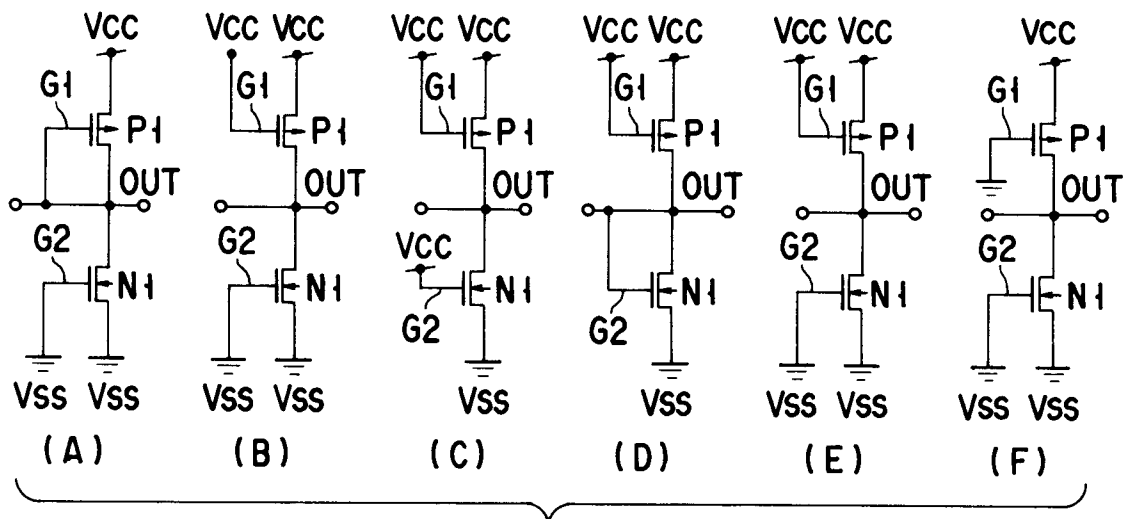 VCC VCC VCC VCC VCC VCC VCC VCC VCC VCC
G1 G1 G1 G1 G1 G1
P1 P1 P1 P1 P1 P1
OUT OUT OUT OUT OUT OUT
G2 G2 VCC G2 G2
N1 N1 N1 N1 N1 N1
G2 G2
VSS VSS VSS VSS VSS VSS VSS VSS VSS VSS
(A) (B) (C) (D) (E) (F)